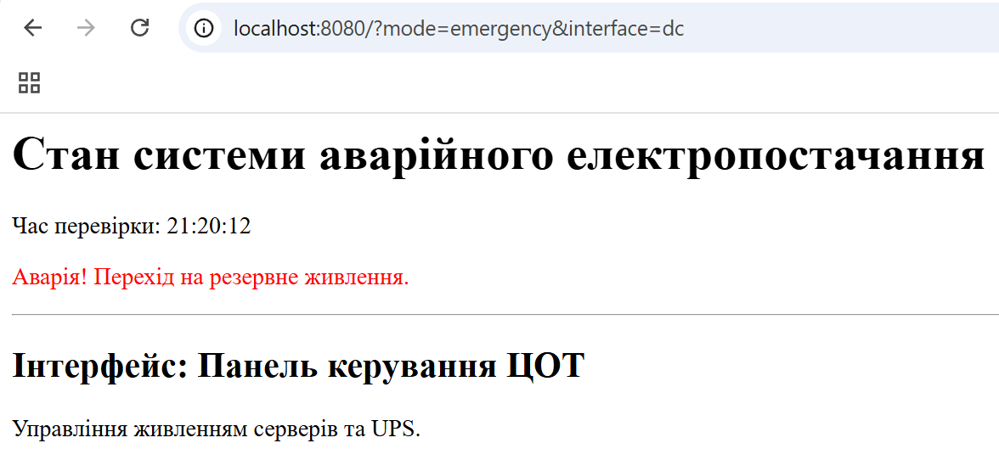 localhost:8080/?mode=emergency&interface=dc
Стан системи аварійного електропостачання
Час перевірки: 21:20:12
Аварія! Перехід на резервне живлення.
Інтерфейс: Панель керування ЦОТ
Управління живленням серверів та UPS.